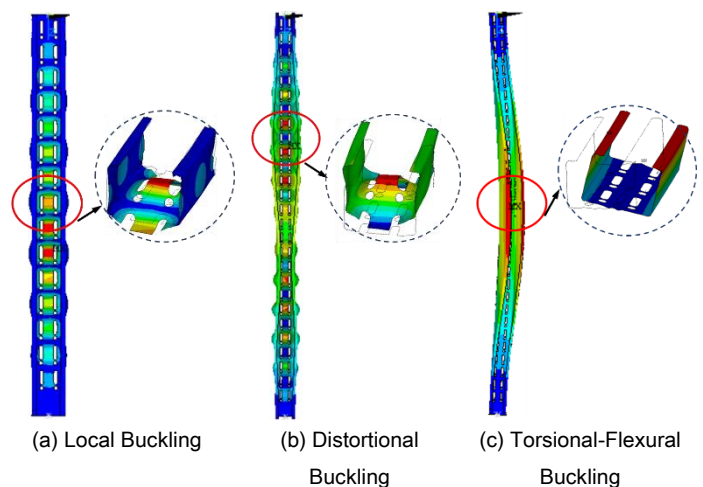 (a) Local Buckling
(b) Distortional
Buckling
(c) Torsional-Flexural
Buckling